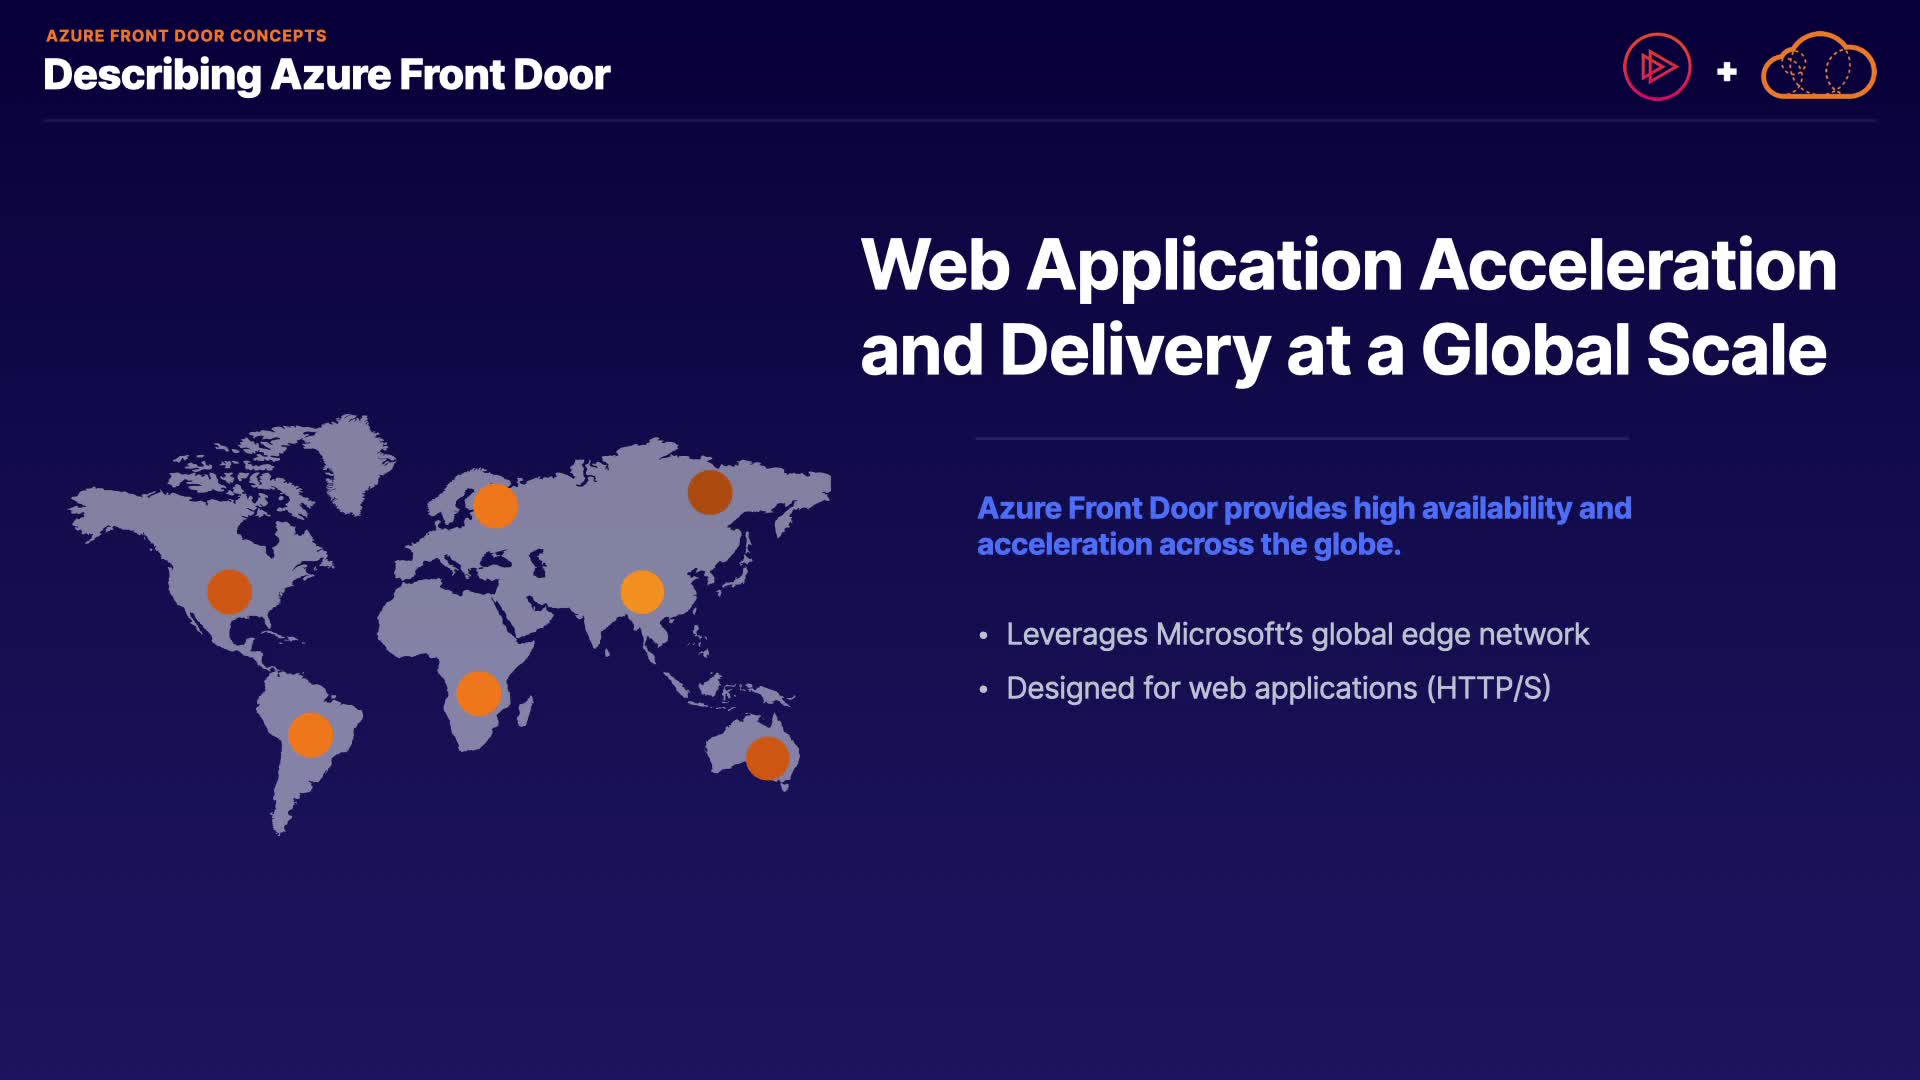 AZURE FRONT DOOR CONCEPTS
Describing Azure Front Door
Web Application Acceleration
and Delivery at a Global Scale
Azure Front Door provides high availability and
acceleration across the globe.
• Leverages Microsoft’s global edge network
• Designed for web applications (HTTP/S)